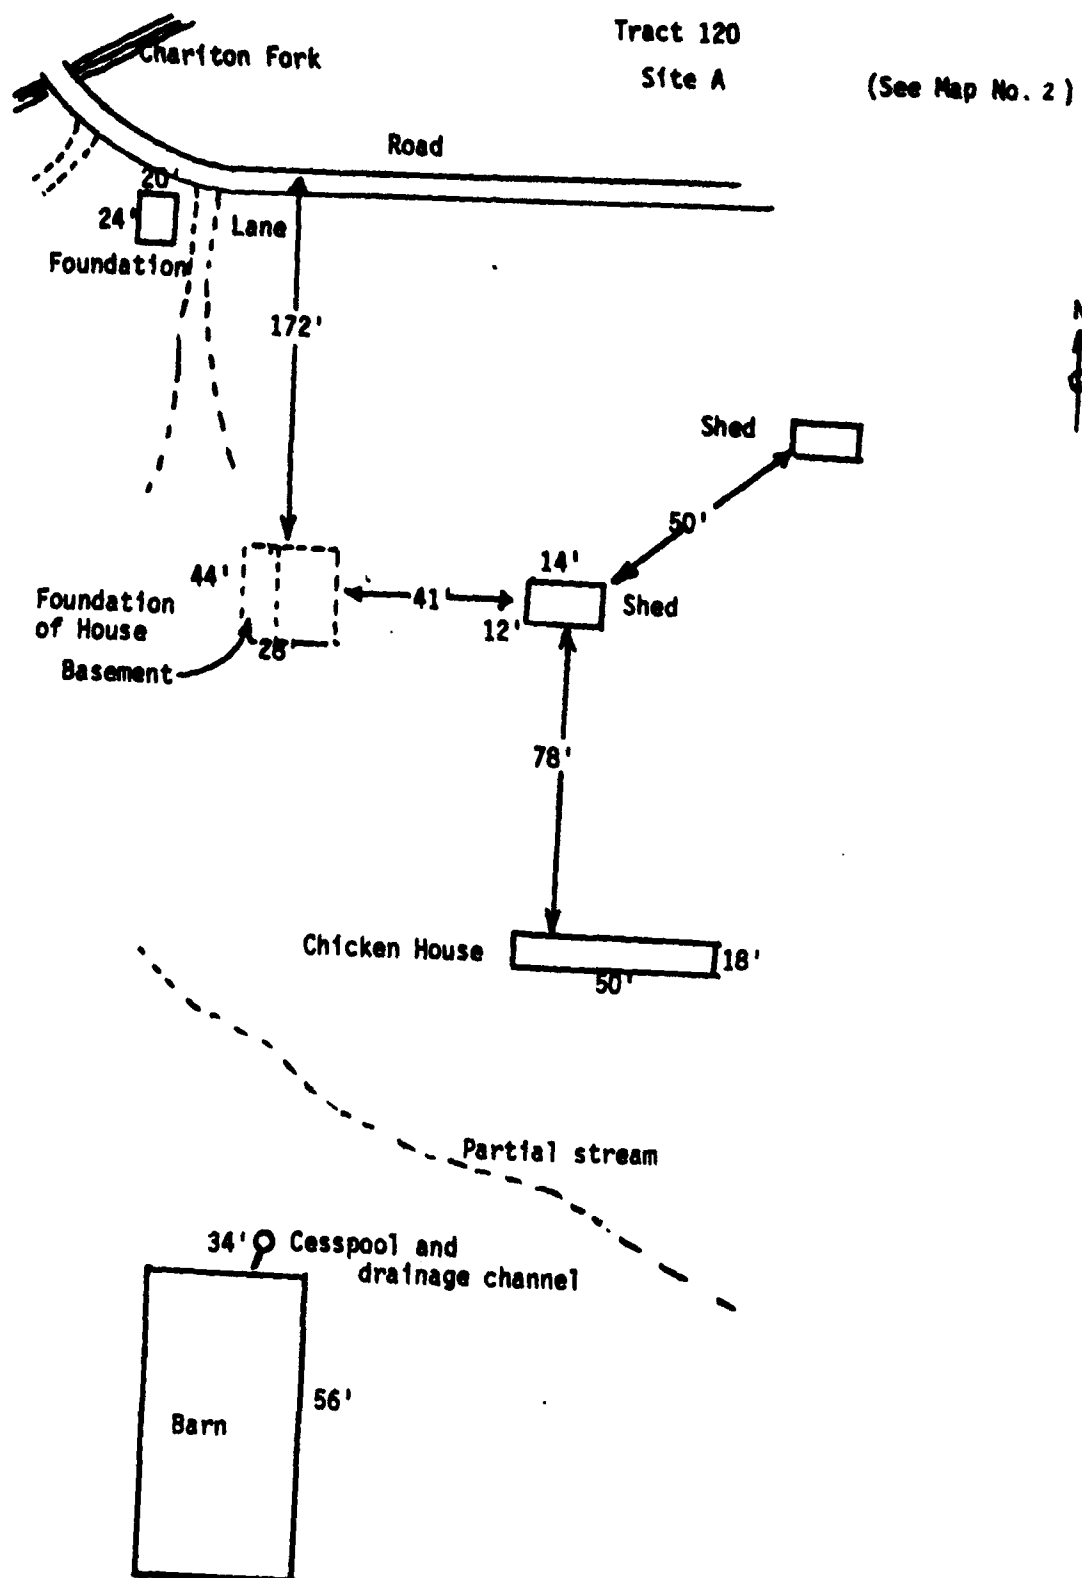 Tract 120
Chariton Fork
Site A
(See Map No. 2)
Road
20'
24'
Lane
Foundation
N
172'
Shed
50'
14'
44'
41'
Foundation
of House
Shed
12'
28'
Basement
78'
Chicken House
18'
50'
Partial stream
34'
Cesspool and
drainage channel
56'
Barn